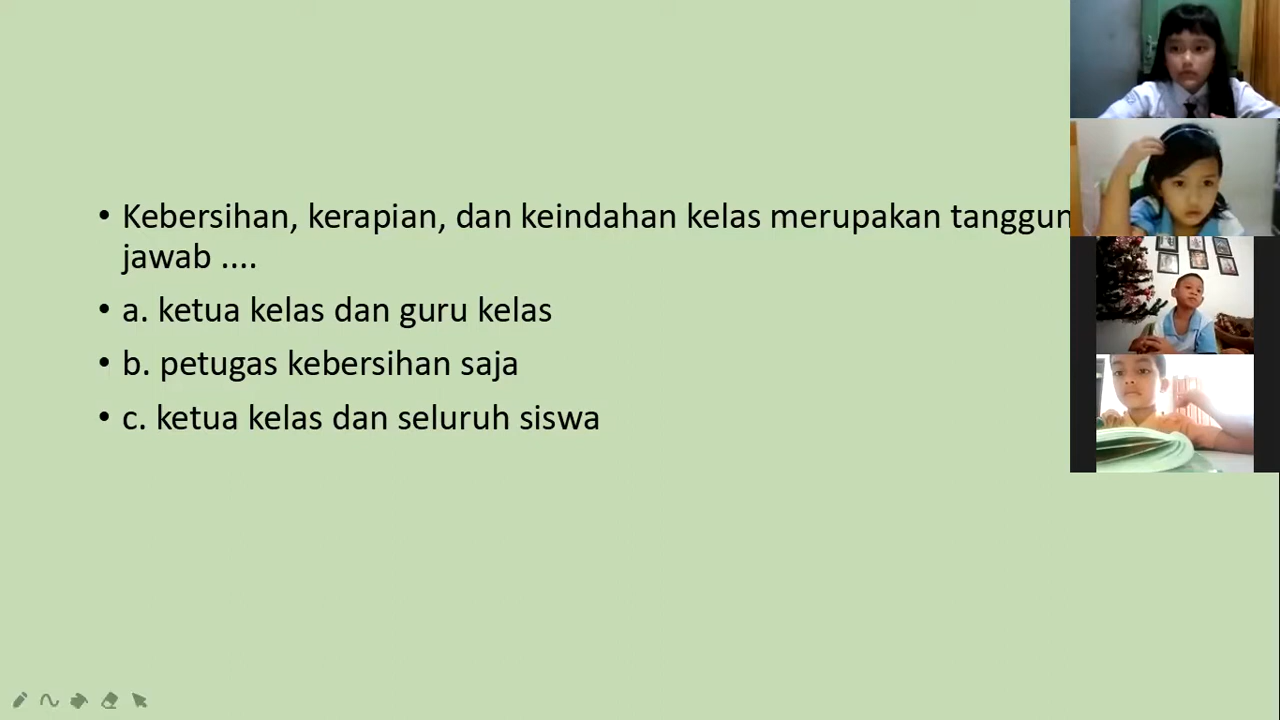 • Kebersihan, kerapian, dan keindahan kelas merupakan tanggun
jawab ....
• a. ketua kelas dan guru kelas
• b. petugas kebersihan saja
• c. ketua kelas dan seluruh siswa